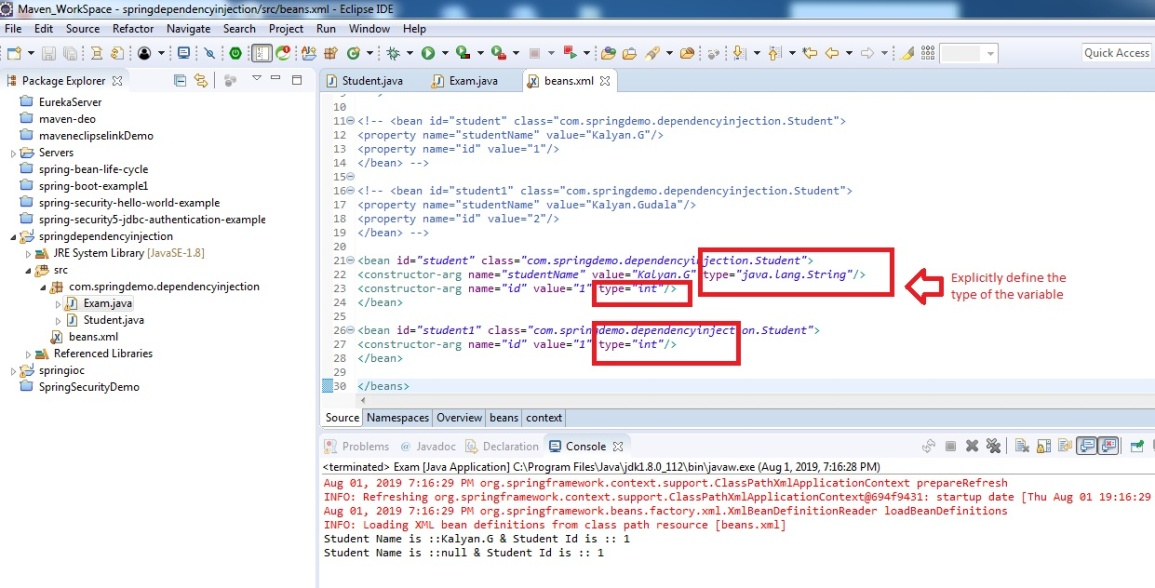 Maven_WorkSpace - springdependencyinjection/src/beans.xml - Eclipse IDE
File Edit Source Refactor Navigate Search Project Run Window Help
Quick Access
Package Explorer
EurekaServer
maven-deo
maveneclipselinkDemo
Servers
spring-bean-life-cycle
spring-boot-example1
spring-security-hello-world-example
spring-security5-jdbc-authentication-example
springdependencyinjection
JRE System Library [JavaSE-1.8]
src
com.springdemo.dependencyinjection
Exam.java
Student.java
beans.xml
Referenced Libraries
springioc
SpringSecurityDemo
Student.java Exam.java beans.xml
10
11 <!-- <bean id="student" class="com.springdemo.dependencyinjection.Student">
12 <property name="studentName" value="Kalyan.G"/>
13 <property name="id" value="1"/>
14 </bean> -->
15
16 <!-- <bean id="student1" class="com.springdemo.dependencyinjection.Student">
17 <property name="studentName" value="Kalyan.Gudala"/>
18 <property name="id" value="2"/>
19 </bean> -->
20
21 <bean id="student" class="com.springdemo.dependencyinjection.Student">
22 <constructor-arg name="studentName" value="Kalyan.G" type="java.lang.String"/>
23 <constructor-arg name="id" value="1" type="int"/>
24 </bean>
25
26 <bean id="student1" class="com.springdemo.dependencyinjection.Student">
27 <constructor-arg name="id" value="1" type="int"/>
28 </bean>
29
30 </beans>
Explicitly define the
type of the variable
Source Namespaces Overview beans context
Problems @ Javadoc Declaration Console
<terminated> Exam [Java Application] C:\Program Files\Java\jdk1.8.0_112\bin\javaw.exe (Aug 1, 2019, 7:16:28 PM)
Aug 01, 2019 7:16:29 PM org.springframework.context.support.ClassPathXmlApplicationContext prepareRefresh
INFO: Refreshing org.springframework.context.support.ClassPathXmlApplicationContext@694f9431: startup date [Thu Aug 01 19:16:29
Aug 01, 2019 7:16:29 PM org.springframework.beans.factory.xml.XmlBeanDefinitionReader loadBeanDefinitions
INFO: Loading XML bean definitions from class path resource [beans.xml]
Student Name is ::Kalyan.G & Student Id is :: 1
Student Name is ::null & Student Id is :: 1